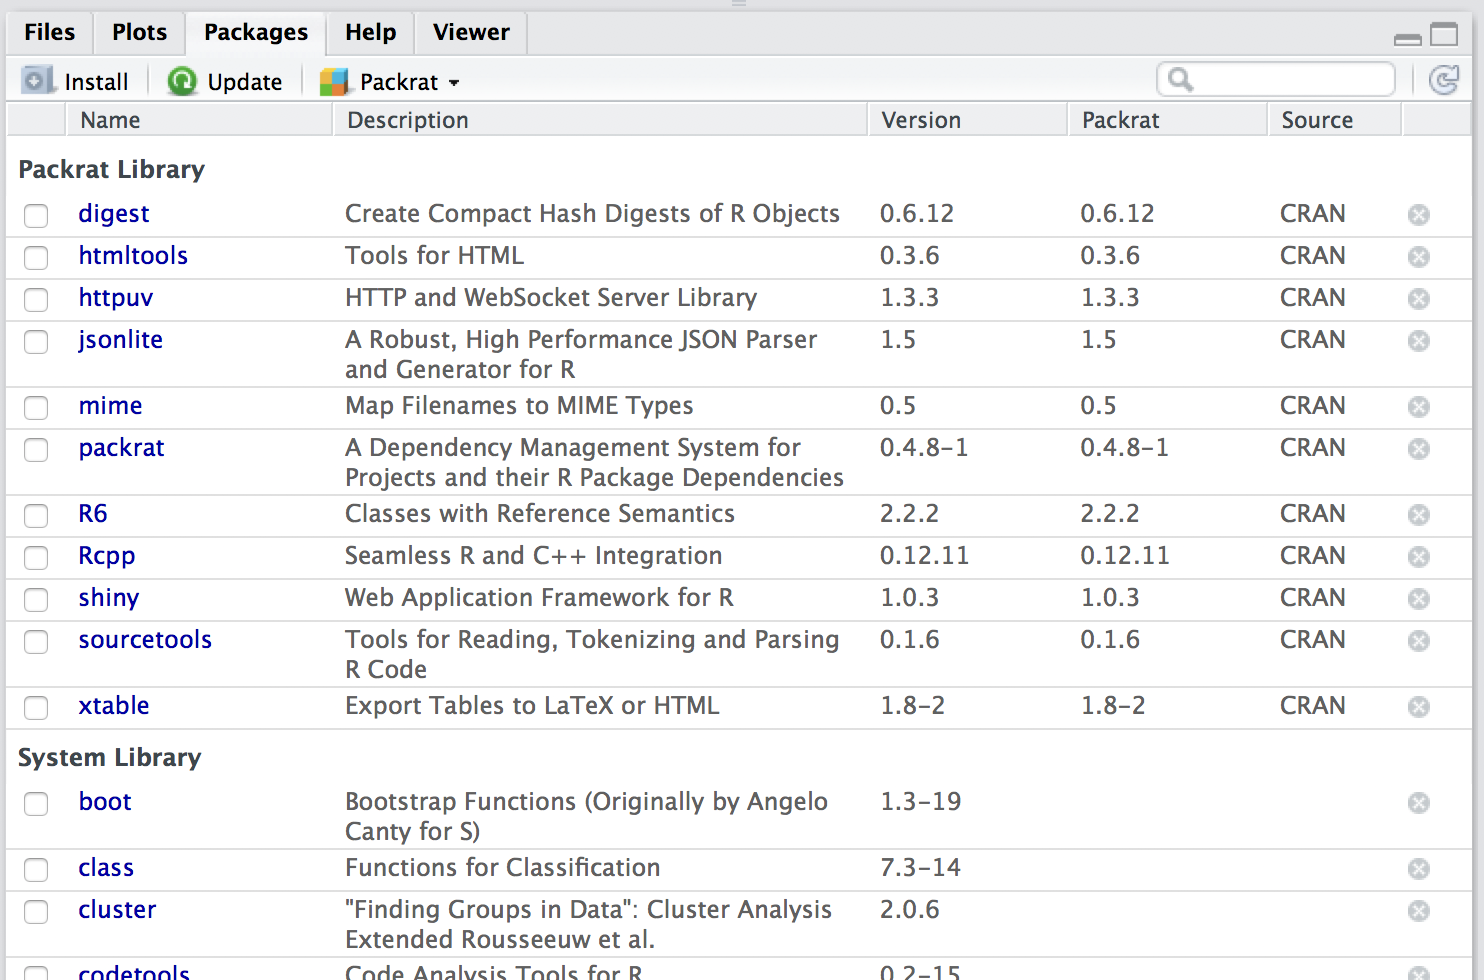 Files Plots Packages Help Viewer
Install Update Packrat
Name Description Version Packrat Source
Packrat Library
digest Create Compact Hash Digests of R Objects 0.6.12 0.6.12 CRAN
htmltools Tools for HTML 0.3.6 0.3.6 CRAN
httpuv HTTP and WebSocket Server Library 1.3.3 1.3.3 CRAN
jsonlite A Robust, High Performance JSON Parser 1.5 1.5 CRAN
and Generator for R
mime Map Filenames to MIME Types 0.5 0.5 CRAN
packrat A Dependency Management System for 0.4.8-1 0.4.8-1 CRAN
Projects and their R Package Dependencies
R6 Classes with Reference Semantics 2.2.2 2.2.2 CRAN
Rcpp Seamless R and C++ Integration 0.12.11 0.12.11 CRAN
shiny Web Application Framework for R 1.0.3 1.0.3 CRAN
sourcetools Tools for Reading, Tokenizing and Parsing 0.1.6 0.1.6 CRAN
R Code
xtable Export Tables to LaTeX or HTML 1.8-2 1.8-2 CRAN
System Library
boot Bootstrap Functions (Originally by Angelo 1.3-19
Canty for S)
class Functions for Classification 7.3-14
cluster "Finding Groups in Data": Cluster Analysis 2.0.6
Extended Rousseeuw et al.
codetools Code Analysis Tools for R 0.2-15